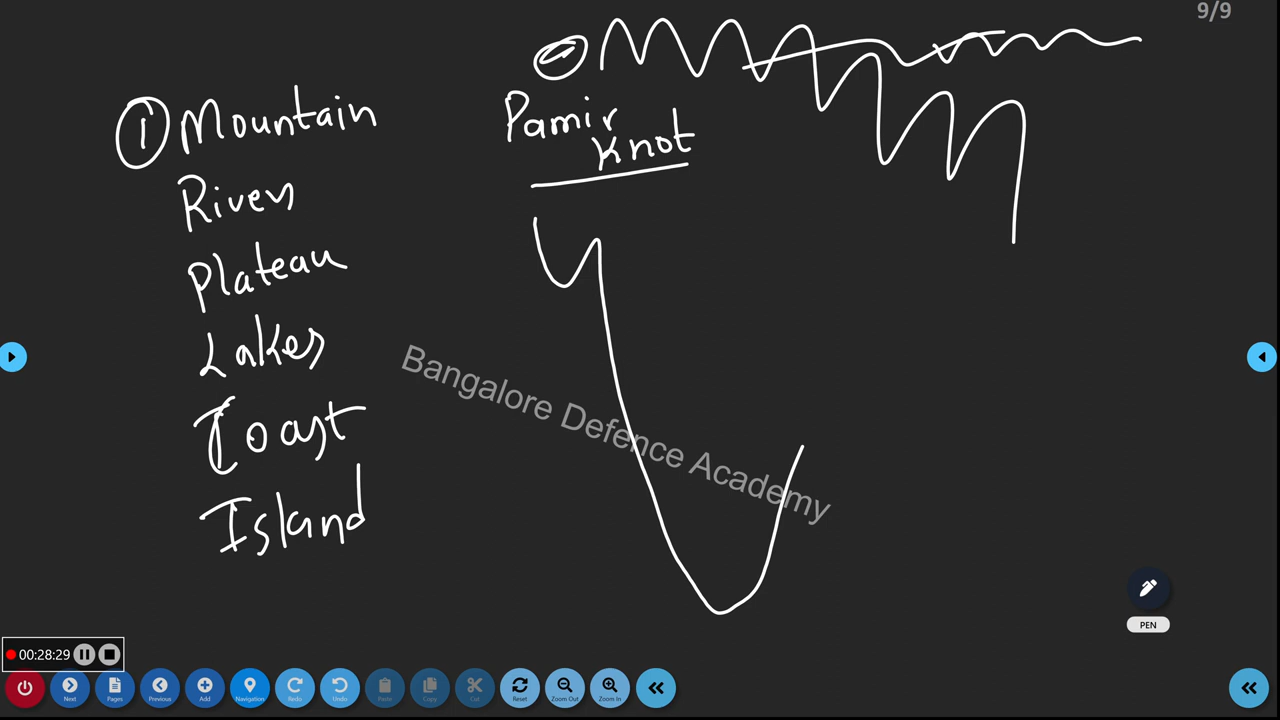 9/9
① Mountain
River
Plateau
Lakes
Coast
Island
Pamir
Knot
Bangalore Defence Academy
PEN
00:28:29
Next
Pages
Previous
Add
Navigation
Redo
Undo
Paste
Copy
Cut
Reset
Zoom Out
Zoom In